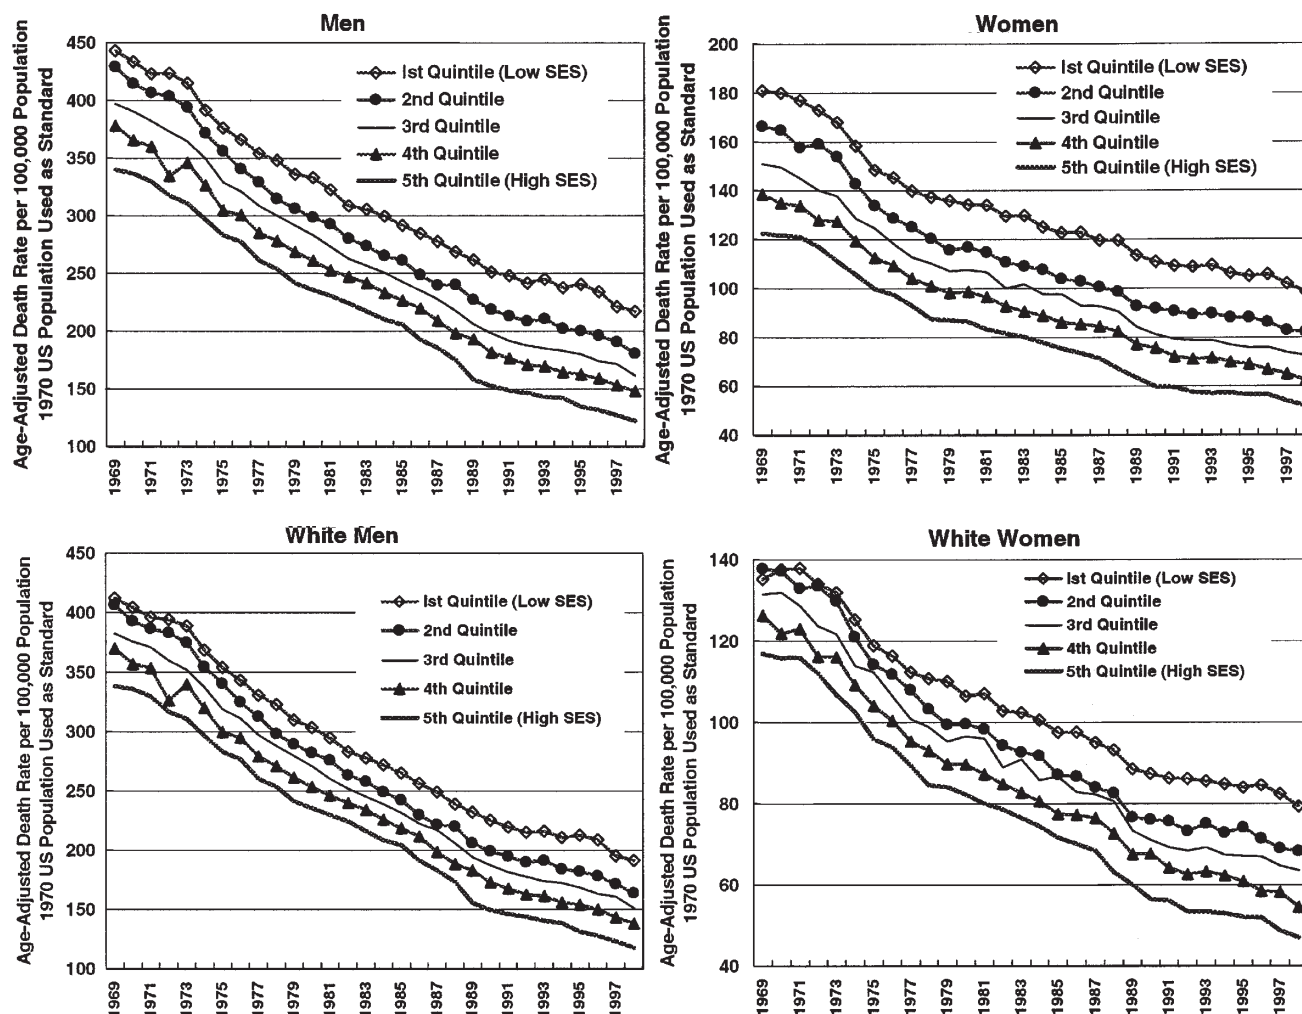 Men
Age-Adjusted Death Rate per 100,000 Population
1970 US Population Used as Standard
450
400
350
300
250
200
150
100
1st Quintile (Low SES)
2nd Quintile
3rd Quintile
4th Quintile
5th Quintile (High SES)
1969
1971
1973
1975
1977
1979
1981
1983
1985
1987
1989
1991
1993
1995
1997
Women
Age-Adjusted Death Rate per 100,000 Population
1970 US Population Used as Standard
200
180
160
140
120
100
80
60
40
1st Quintile (Low SES)
2nd Quintile
3rd Quintile
4th Quintile
5th Quintile (High SES)
1969
1971
1973
1975
1977
1979
1981
1983
1985
1987
1989
1991
1993
1995
1997
White Men
Age-Adjusted Death Rate per 100,000 Population
1970 US Population Used as Standard
450
400
350
300
250
200
150
100
1st Quintile (Low SES)
2nd Quintile
3rd Quintile
4th Quintile
5th Quintile (High SES)
1969
1971
1973
1975
1977
1979
1981
1983
1985
1987
1989
1991
1993
1995
1997
White Women
Age-Adjusted Death Rate per 100,000 Population
1970 US Population Used as Standard
140
120
100
80
60
40
1st Quintile (Low SES)
2nd Quintile
3rd Quintile
4th Quintile
5th Quintile (High SES)
1969
1971
1973
1975
1977
1979
1981
1983
1985
1987
1989
1991
1993
1995
1997